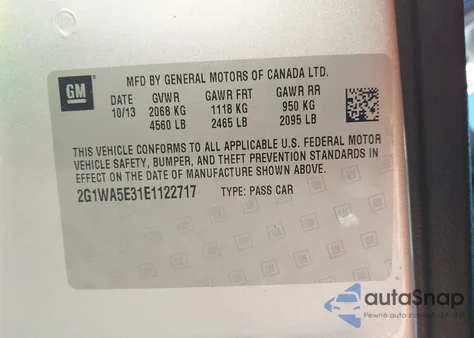 GM
MFD BY GENERAL MOTORS OF CANADA LTD.
DATE GVWR GAWR FRT GAWR RR
10/13 2068 KG 1118 KG 950 KG
4560 LB 2465 LB 2095 LB
THIS VEHICLE CONFORMS TO ALL APPLICABLE U.S. FEDERAL MOTOR
VEHICLE SAFETY, BUMPER, AND THEFT PREVENTION STANDARDS IN
EFFECT ON THE DATE OF MANUFACTURE SHOWN ABOVE.
2G1WA5E31E1122717 TYPE: PASS CAR
autoSnap
Pewne auto z